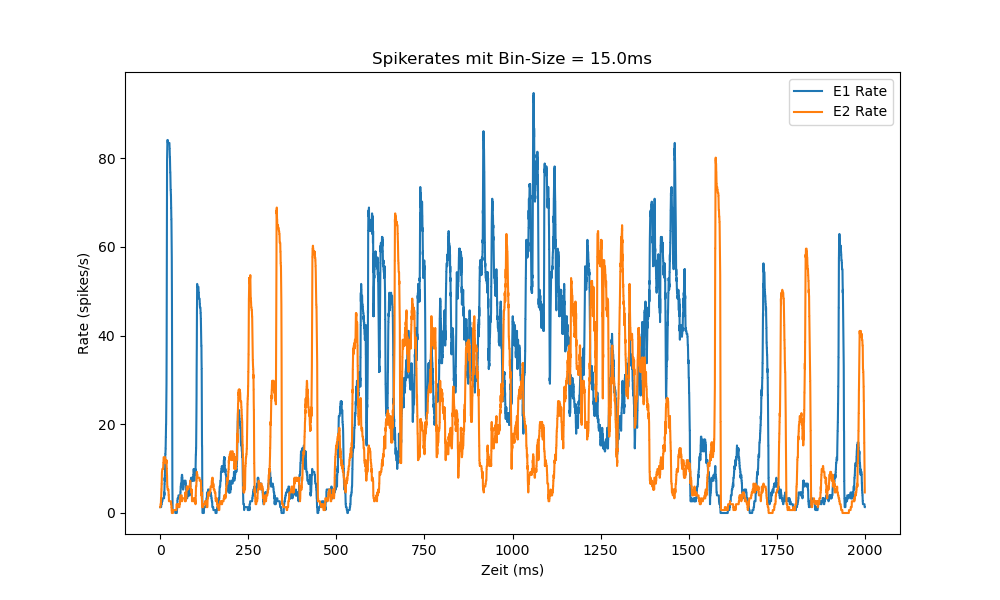 Spikerates mit Bin-Size = 15.0ms
E1 Rate
E2 Rate
Rate (spikes/s)
80
60
40
20
0
0 250 500 750 1000 1250 1500 1750 2000
Zeit (ms)